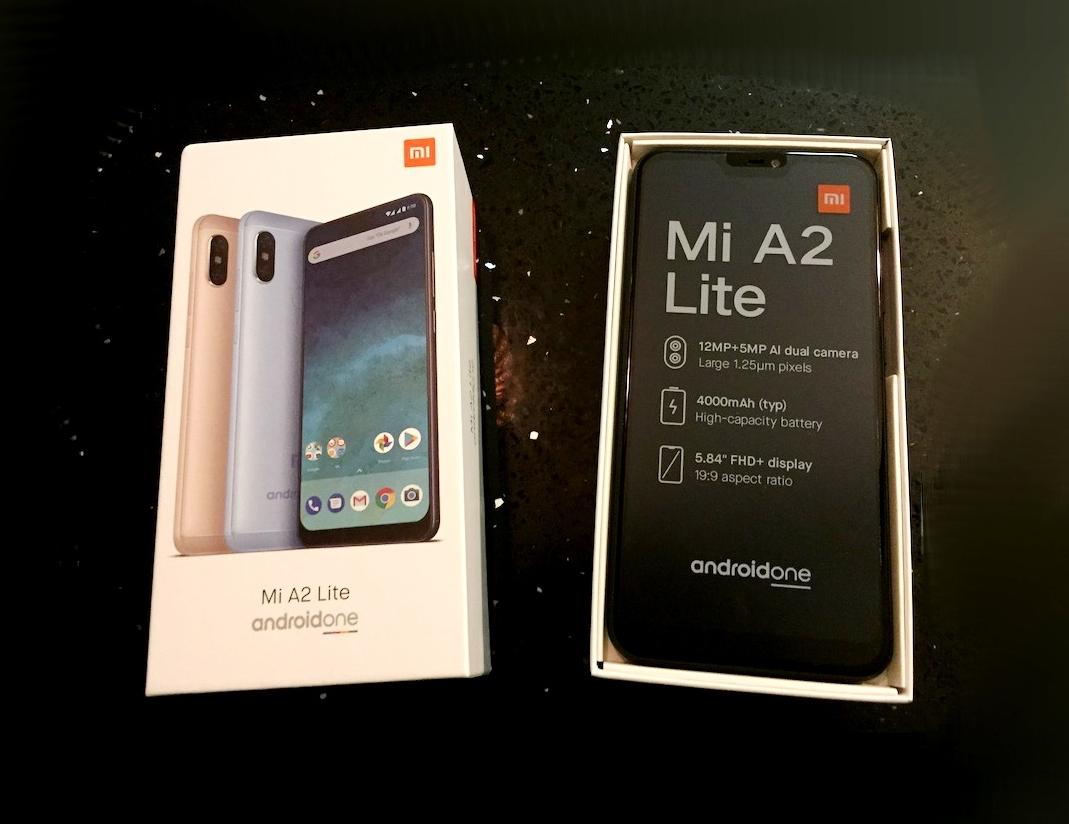 mi
Mi A2 Lite
androidone
mi
Mi A2
Lite
12MP+5MP AI dual camera
Large 1.25μm pixels
4000mAh (typ)
High-capacity battery
5.84" FHD+ display
19:9 aspect ratio
androidone